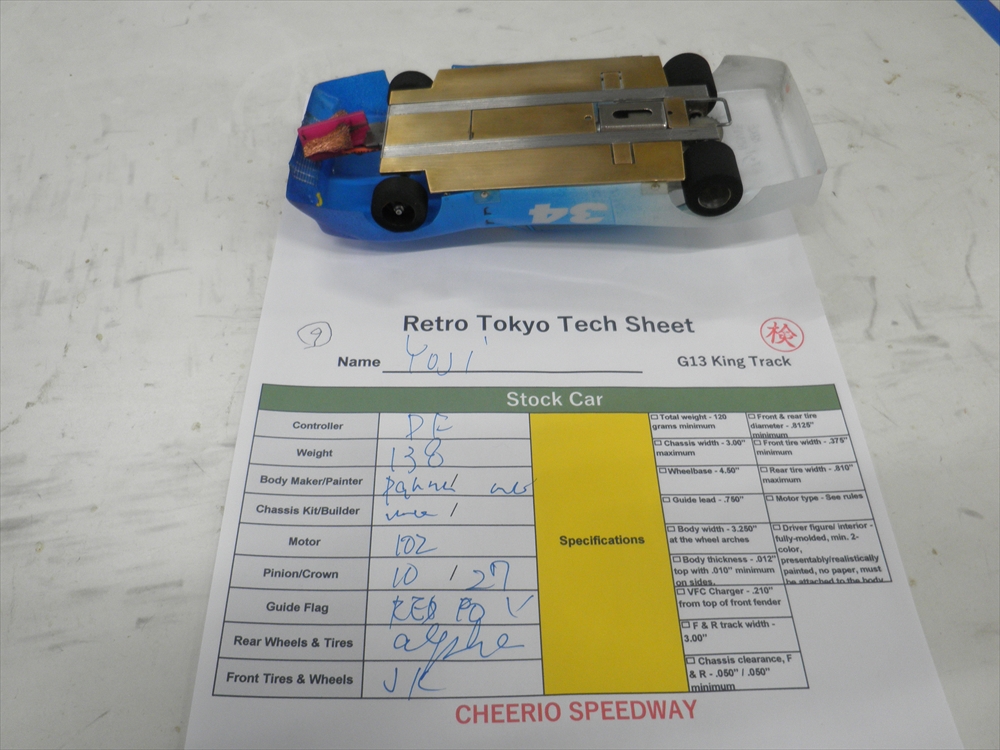 34
Retro Tokyo Tech Sheet
9
検
Name YOJI
G13 King Track
Stock Car
Controller DE
Weight 138
Body Maker/Painter
Chassis Kit/Builder /
Motor 102
Pinion/Crown 10 / 27
Guide Flag RED FO V
Rear Wheels & Tires alpha
Front Tires & Wheels JK
Specifications
☐ Total weight - 120
grams minimum
☐ Chassis width - 3.00"
maximum
☐ Wheelbase - 4.50"
☐ Guide lead - .750"
☐ Body width - 3.250"
at the wheel arches
☐ Body thickness - .012"
top with .010" minimum
on sides.
☐ VFC Charger - .210"
from top of front fender
☐ F & R track width -
3.00"
☐ Chassis clearance, F
& R - .050" / .050"
minimum
☐ Front & rear tire
diameter - .8125"
minimum
☐ Front tire width - .375"
minimum
☐ Rear tire width - .810"
maximum
☐ Motor type - See rules
☐ Driver figure/ interior -
fully-molded, min, 2-
color,
presentably/realistically
painted, no paper, must
be attached to the body
CHEERIO SPEEDWAY